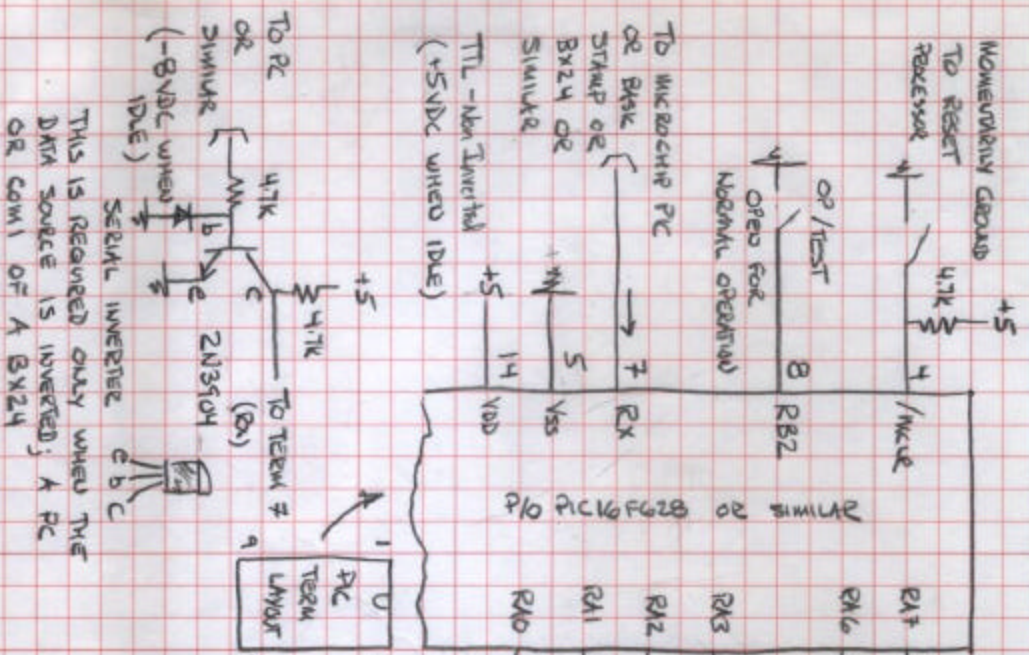 MOMENTARILY GROUND
TO RESET
PROCESSOR
+5
4.7K
4
/MCLR
RA7
RA6
OP/TEST
OPEN FOR
NORMAL OPERATION
8
RB2
RA3
P/O PIC16F628 OR SIMILAR
TO MICROCHIP PIC
OR BASIC
STAMP OR
BX24 OR
SIMILAR
TTL - Non Inverted
(+5VDC WHEN IDLE)
7
RX
RA2
5
VSS
RA1
+5
14
VDD
RA0
TO PC
OR
SIMILAR
(-8VDC WHEN
IDLE)
4.7K
+5
4.7K
b
c
e
2N3904
TO TERM 7
(RX)
SERIAL INVERTER
e b c
1
9
PIC
TERM
LAYOUT
THIS IS REQUIRED ONLY WHEN THE
DATA SOURCE IS INVERTED; A PC
OR COM1 OF A BX24